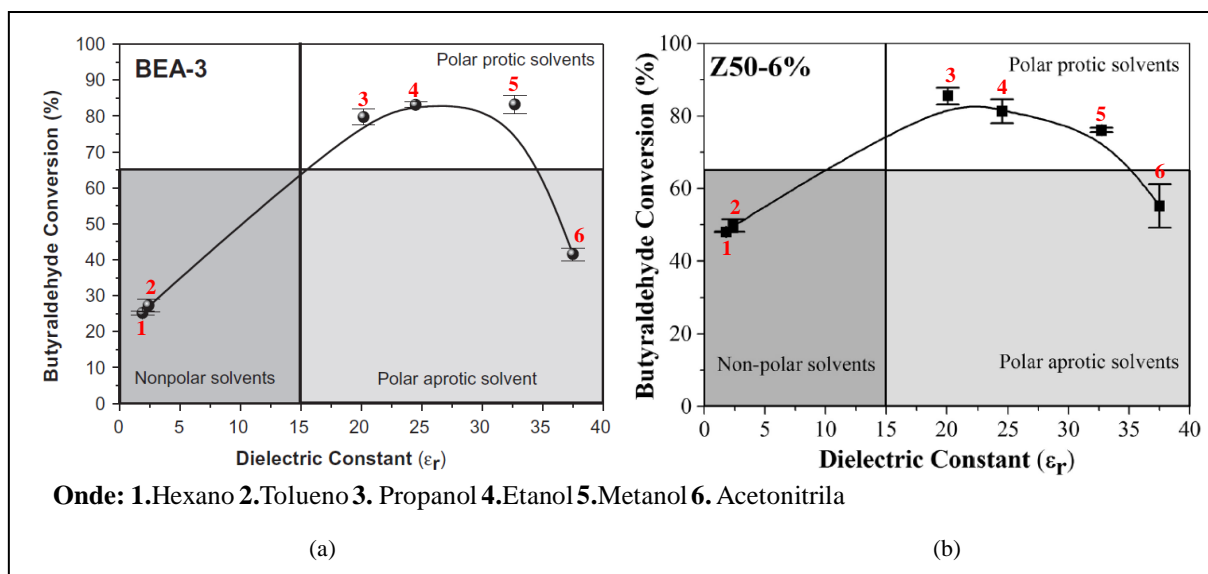 BEA-3
Polar protic solvents
Butyraldehyde Conversion (%)
100
90
80
70
60
50
40
30
20
10
0
1
2
3
4
5
6
Nonpolar solvents
Polar aprotic solvent
0 5 10 15 20 25 30 35 40
Dielectric Constant (εr)
Z50-6%
Polar protic solvents
Butyraldehyde Conversion (%)
100
80
60
40
20
0
1
2
3
4
5
6
Non-polar solvents
Polar aprotic solvents
0 5 10 15 20 25 30 35 40
Dielectric Constant (εr)
Onde: 1.Hexano 2.Tolueno 3. Propanol 4.Etanol 5.Metanol 6. Acetonitrila
(a) (b)